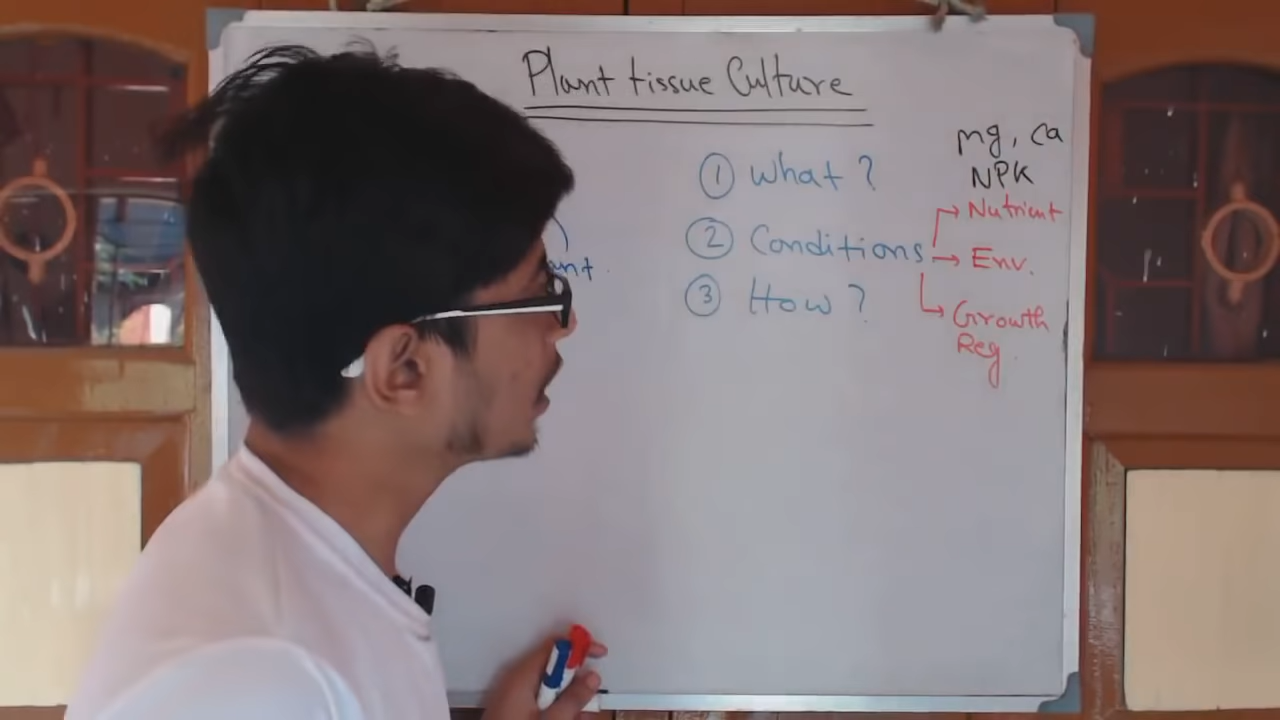 Plant tissue Culture
① What ?
② Conditions
③ How ?
mg, ca
NPK
→ Nutrient
→ Env.
→ Growth
Reg.